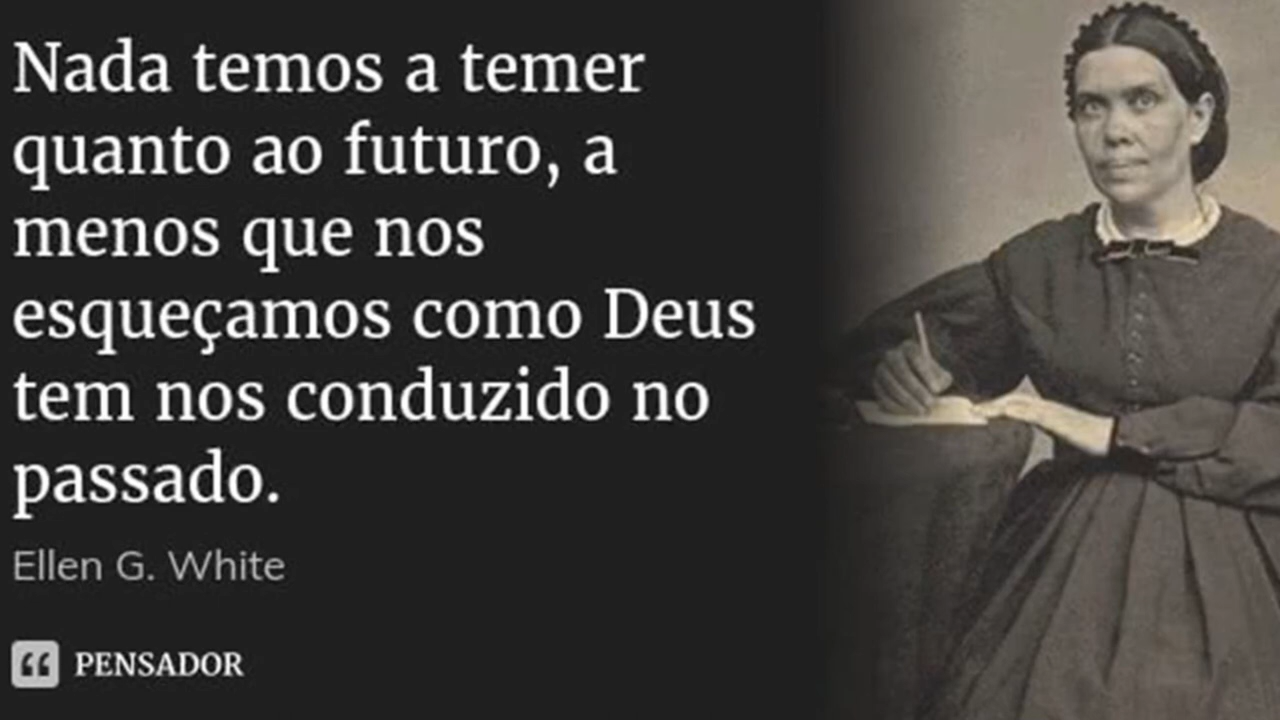 Nada temos a temer
quanto ao futuro, a
menos que nos
esqueçamos como Deus
tem nos conduzido no
passado.
Ellen G. White
PENSADOR